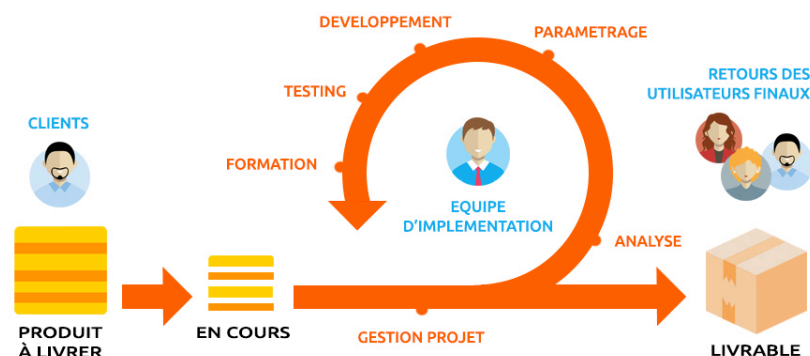 DEVELOPPEMENT
PARAMETRAGE
RETOURS DES
UTILISATEURS FINAUX
TESTING
CLIENTS
FORMATION
EQUIPE
D'IMPLEMENTATION
ANALYSE
PRODUIT
À LIVRER
EN COURS
GESTION PROJET
LIVRABLE